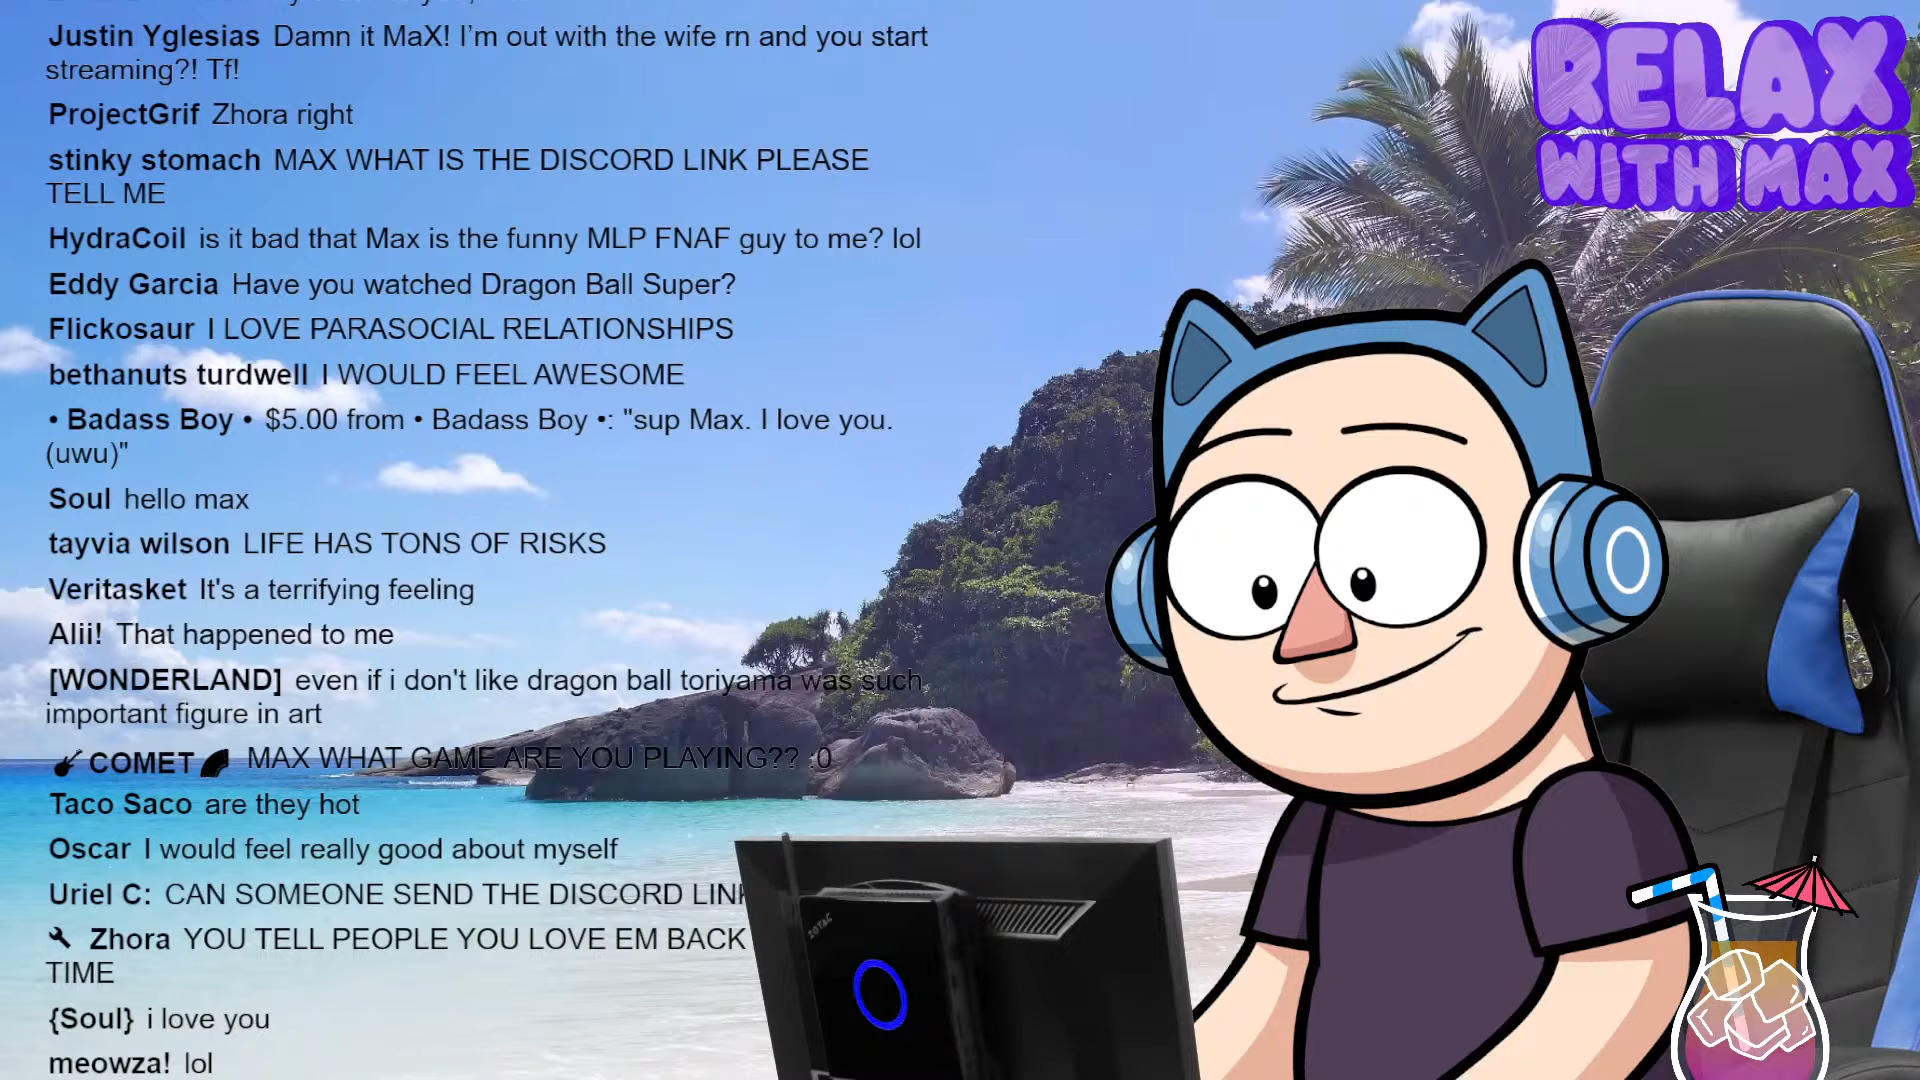 Justin Yglesias Damn it MaX! I’m out with the wife rn and you start
streaming?! Tf!
ProjectGrif Zhora right
stinky stomach MAX WHAT IS THE DISCORD LINK PLEASE
TELL ME
HydraCoil is it bad that Max is the funny MLP FNAF guy to me? lol
Eddy Garcia Have you watched Dragon Ball Super?
Flickosaur I LOVE PARASOCIAL RELATIONSHIPS
bethanuts turdwell I WOULD FEEL AWESOME
• Badass Boy • $5.00 from • Badass Boy •: "sup Max. I love you.
(uwu)"
Soul hello max
tayvia wilson LIFE HAS TONS OF RISKS
Veritasket It's a terrifying feeling
Alii! That happened to me
[WONDERLAND] even if i don't like dragon ball toriyama was such
important figure in art
COMET MAX WHAT GAME ARE YOU PLAYING?? :0
Taco Saco are they hot
Oscar I would feel really good about myself
Uriel C: CAN SOMEONE SEND THE DISCORD LINK
Zhora YOU TELL PEOPLE YOU LOVE EM BACK
TIME
{Soul} i love you
meowza! lol
RELAX
WITH MAX
ZOTAC